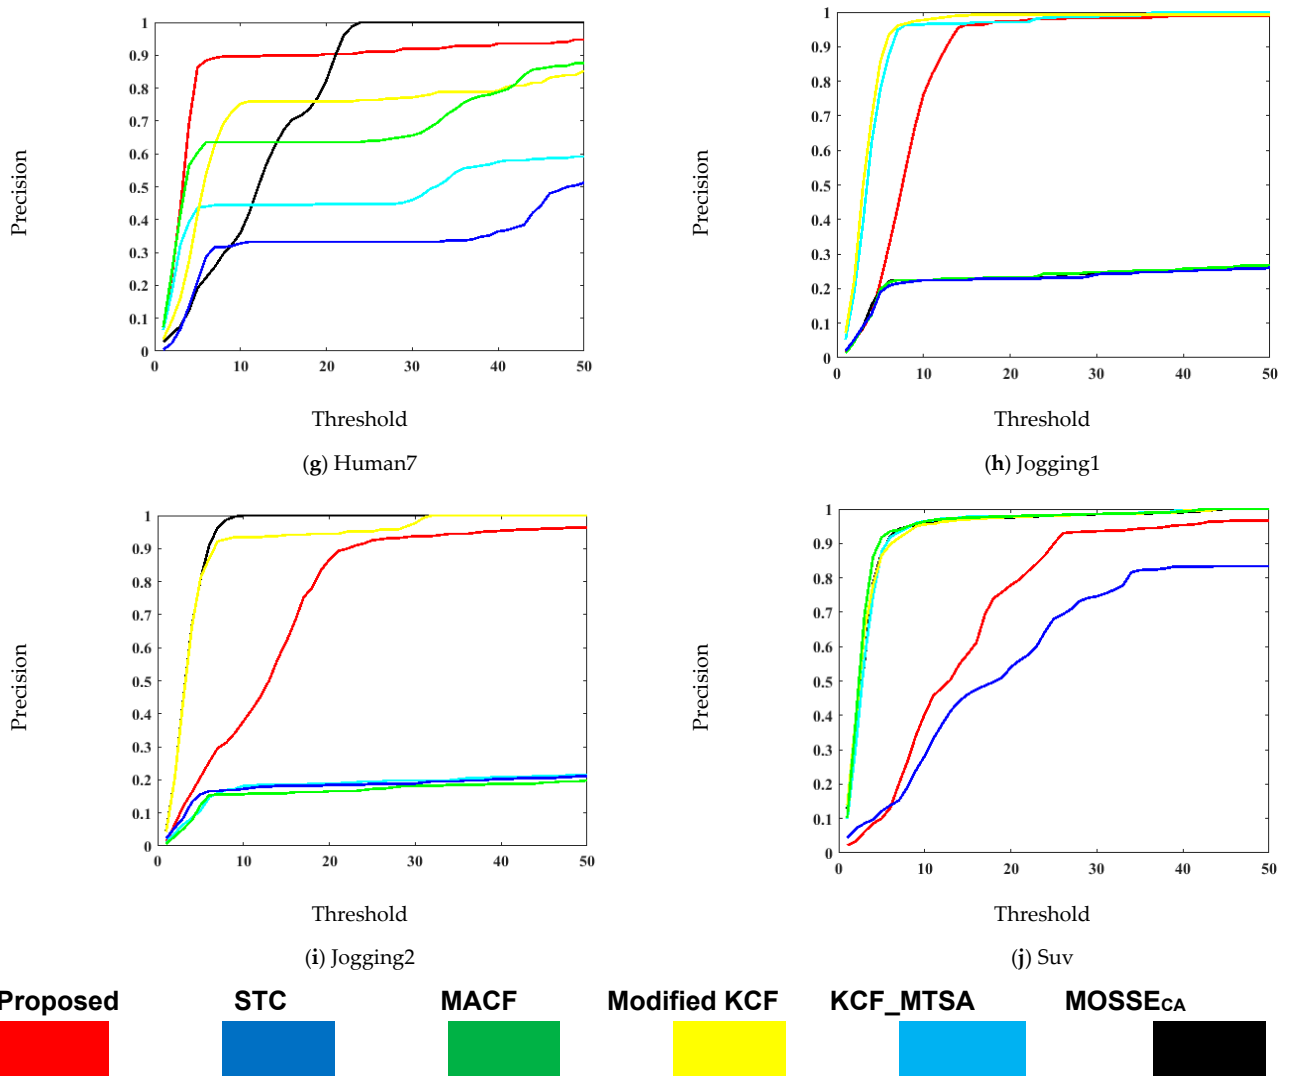 1
0.9
0.8
0.7
0.6
0.5
0.4
0.3
0.2
0.1
0
0 10 20 30 40 50
Precision
Threshold
(g) Human7
1
0.9
0.8
0.7
0.6
0.5
0.4
0.3
0.2
0.1
0
0 10 20 30 40 50
Precision
Threshold
(h) Jogging1
1
0.9
0.8
0.7
0.6
0.5
0.4
0.3
0.2
0.1
0
0 10 20 30 40 50
Precision
Threshold
(i) Jogging2
1
0.9
0.8
0.7
0.6
0.5
0.4
0.3
0.2
0.1
0
0 10 20 30 40 50
Precision
Threshold
(j) Suv
Proposed STC MACF Modified KCF KCF_MTSA MOSSECA